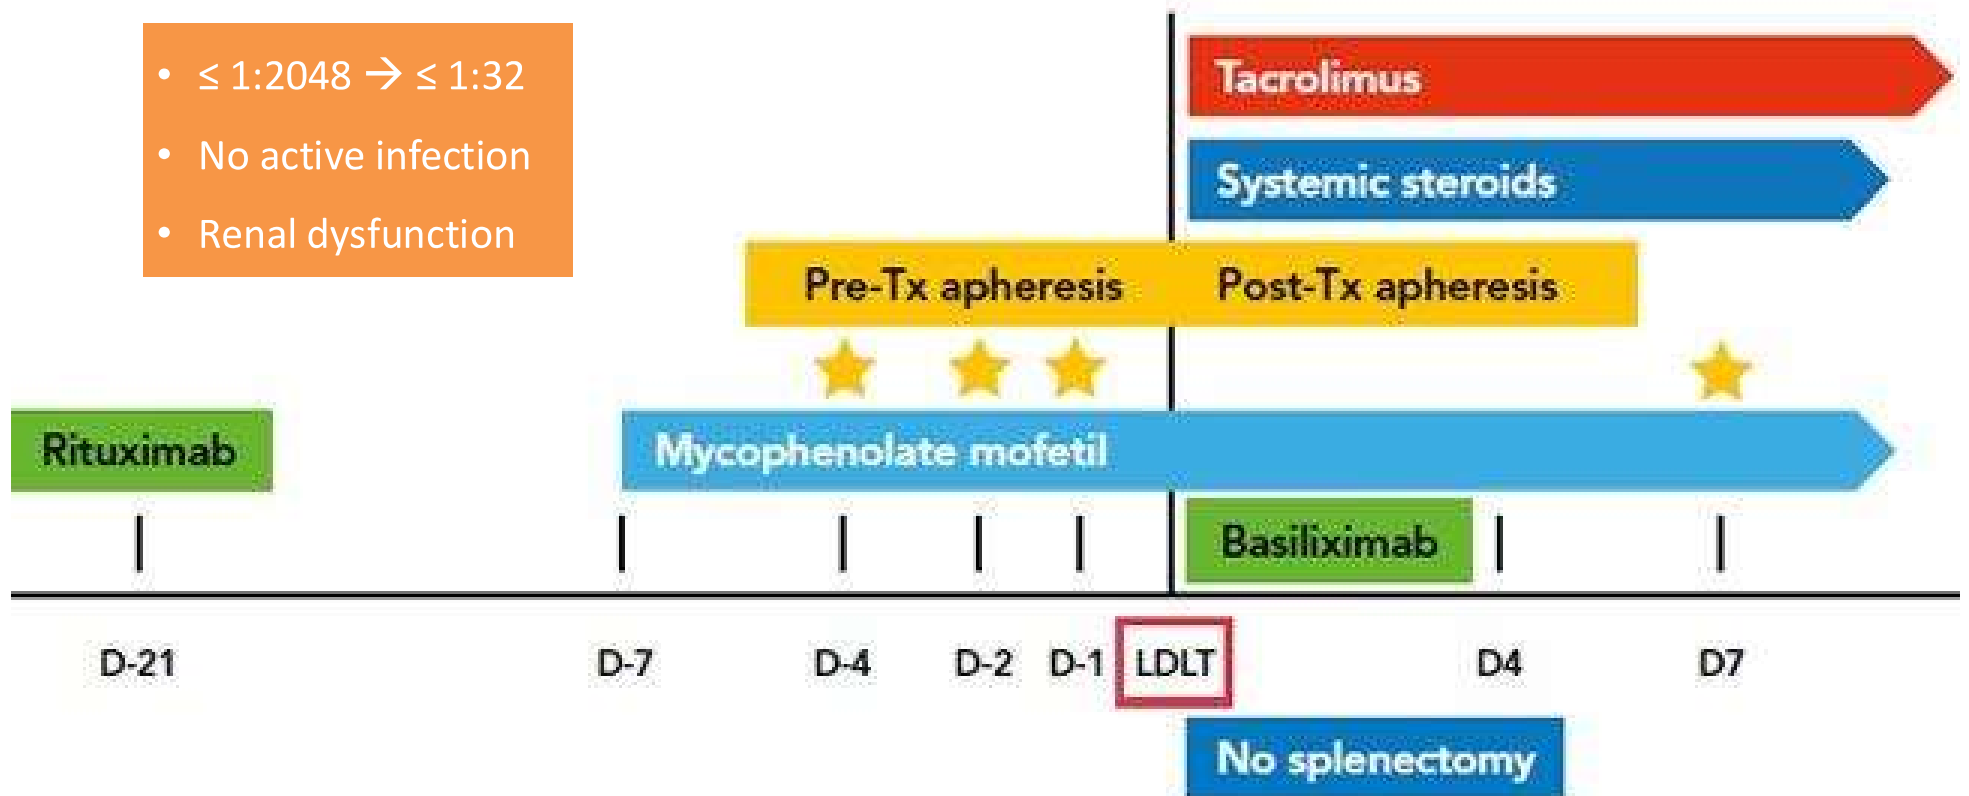 • ≤ 1:2048 → ≤ 1:32
• No active infection
• Renal dysfunction
Tacrolimus
Systemic steroids
Pre-Tx apheresis Post-Tx apheresis
Rituximab
Mycophenolate mofetil
Basiliximab
D-21 D-7 D-4 D-2 D-1 LDLT D4 D7
No splenectomy